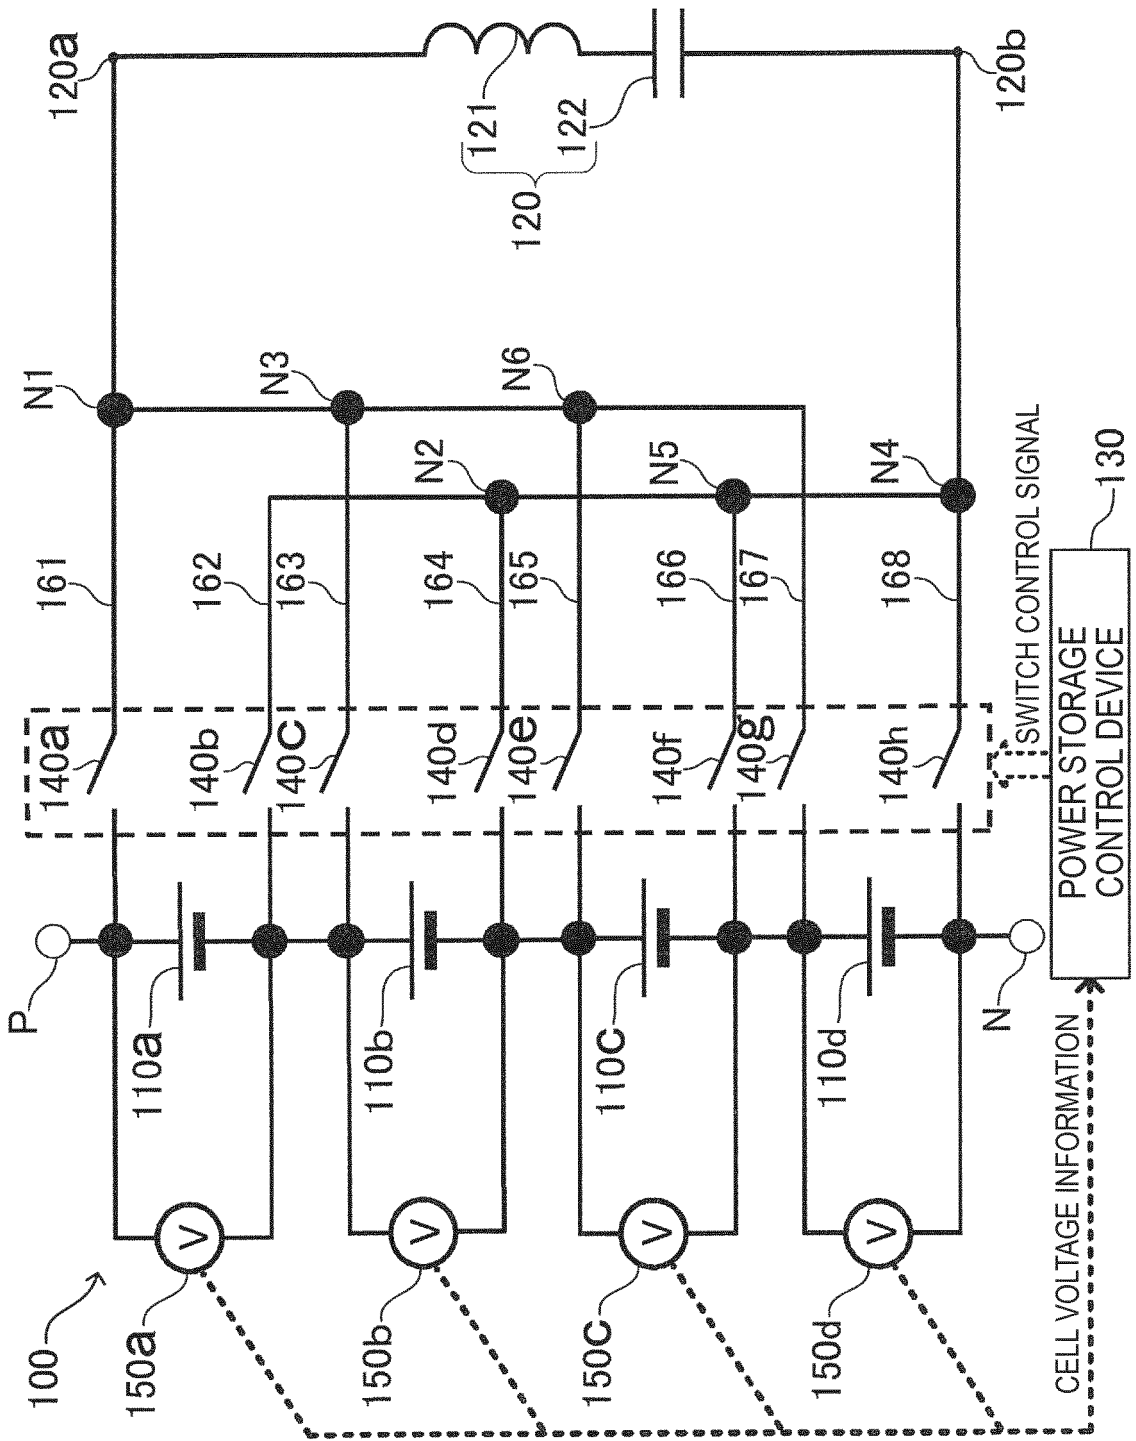 100
150a
150b
150c
150d
CELL VOLTAGE INFORMATION
V
V
V
V
P
110a
110b
110c
110d
N
140a
140b
140c
140d
140e
140f
140g
140h
SWITCH CONTROL SIGNAL
POWER STORAGE
CONTROL DEVICE
130
161
162
163
164
165
166
167
168
N1
N3
N6
N2
N5
N4
120a
121
122
120
120b